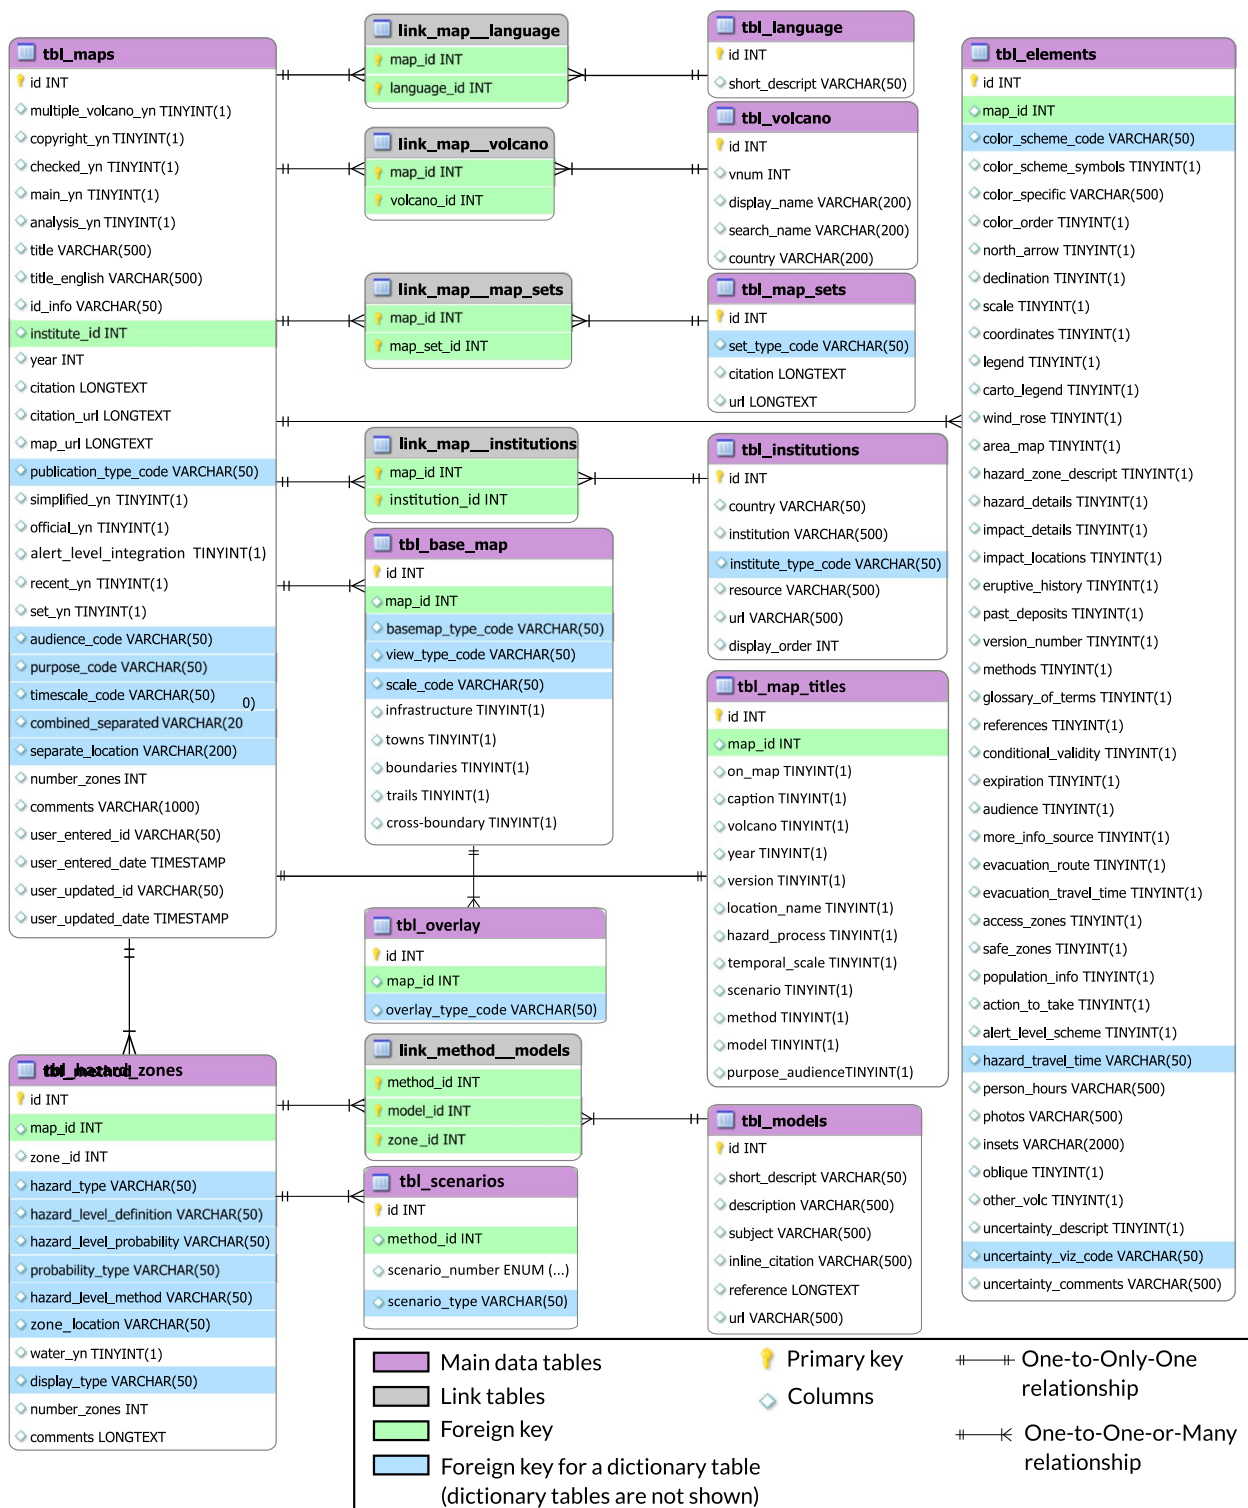 tbl_maps
id INT
multiple_volcano_yn TINYINT(1)
copyright_yn TINYINT(1)
checked_yn TINYINT(1)
main_yn TINYINT(1)
analysis_yn TINYINT(1)
title VARCHAR(500)
title_english VARCHAR(500)
id_info VARCHAR(50)
institute_id INT
year INT
citation LONGTEXT
citation_url LONGTEXT
map_url LONGTEXT
publication_type_code VARCHAR(50)
simplified_yn TINYINT(1)
official_yn TINYINT(1)
alert_level_integration TINYINT(1)
recent_yn TINYINT(1)
set_yn TINYINT(1)
audience_code VARCHAR(50)
purpose_code VARCHAR(50)
timescale_code VARCHAR(50)
0)
combined_separated VARCHAR(20
separate_location VARCHAR(200)
number_zones INT
comments VARCHAR(1000)
user_entered_id VARCHAR(50)
user_entered_date TIMESTAMP
user_updated_id VARCHAR(50)
user_updated_date TIMESTAMP
tbl_hazard_zones
tbl_method
id INT
map_id INT
zone_id INT
hazard_type VARCHAR(50)
hazard_level_definition VARCHAR(50)
hazard_level_probability VARCHAR(50)
probability_type VARCHAR(50)
hazard_level_method VARCHAR(50)
zone_location VARCHAR(50)
water_yn TINYINT(1)
display_type VARCHAR(50)
number_zones INT
comments LONGTEXT
link_map__language
map_id INT
language_id INT
link_map__volcano
map_id INT
volcano_id INT
link_map__map_sets
map_id INT
map_set_id INT
link_map__institutions
map_id INT
institution_id INT
tbl_base_map
id INT
map_id INT
basemap_type_code VARCHAR(50)
view_type_code VARCHAR(50)
scale_code VARCHAR(50)
infrastructure TINYINT(1)
towns TINYINT(1)
boundaries TINYINT(1)
trails TINYINT(1)
cross-boundary TINYINT(1)
tbl_overlay
id INT
map_id INT
overlay_type_code VARCHAR(50)
link_method__models
method_id INT
model_id INT
zone_id INT
tbl_scenarios
id INT
method_id INT
scenario_number ENUM (...)
scenario_type VARCHAR(50)
tbl_language
id INT
short_descript VARCHAR(50)
tbl_volcano
id INT
vnum INT
display_name VARCHAR(200)
search_name VARCHAR(200)
country VARCHAR(200)
tbl_map_sets
id INT
set_type_code VARCHAR(50)
citation LONGTEXT
url LONGTEXT
tbl_institutions
id INT
country VARCHAR(50)
institution VARCHAR(500)
institute_type_code VARCHAR(50)
resource VARCHAR(500)
url VARCHAR(500)
display_order INT
tbl_map_titles
id INT
map_id INT
on_map TINYINT(1)
caption TINYINT(1)
volcano TINYINT(1)
year TINYINT(1)
version TINYINT(1)
location_name TINYINT(1)
hazard_process TINYINT(1)
temporal_scale TINYINT(1)
scenario TINYINT(1)
method TINYINT(1)
model TINYINT(1)
purpose_audienceTINYINT(1)
tbl_models
id INT
short_descript VARCHAR(50)
description VARCHAR(500)
subject VARCHAR(500)
inline_citation VARCHAR(500)
reference LONGTEXT
url VARCHAR(500)
tbl_elements
id INT
map_id INT
color_scheme_code VARCHAR(50)
color_scheme_symbols TINYINT(1)
color_specific VARCHAR(500)
color_order TINYINT(1)
north_arrow TINYINT(1)
declination TINYINT(1)
scale TINYINT(1)
coordinates TINYINT(1)
legend TINYINT(1)
carto_legend TINYINT(1)
wind_rose TINYINT(1)
area_map TINYINT(1)
hazard_zone_descript TINYINT(1)
hazard_details TINYINT(1)
impact_details TINYINT(1)
impact_locations TINYINT(1)
eruptive_history TINYINT(1)
past_deposits TINYINT(1)
version_number TINYINT(1)
methods TINYINT(1)
glossary_of_terms TINYINT(1)
references TINYINT(1)
conditional_validity TINYINT(1)
expiration TINYINT(1)
audience TINYINT(1)
more_info_source TINYINT(1)
evacuation_route TINYINT(1)
evacuation_travel_time TINYINT(1)
access_zones TINYINT(1)
safe_zones TINYINT(1)
population_info TINYINT(1)
action_to_take TINYINT(1)
alert_level_scheme TINYINT(1)
hazard_travel_time VARCHAR(50)
person_hours VARCHAR(500)
photos VARCHAR(500)
insets VARCHAR(2000)
oblique TINYINT(1)
other_volc TINYINT(1)
uncertainty_descript TINYINT(1)
uncertainty_viz_code VARCHAR(50)
uncertainty_comments VARCHAR(500)
Main data tables
Link tables
Foreign key
Foreign key for a dictionary table
(dictionary tables are not shown)
Primary key
Columns
One-to-Only-One
relationship
One-to-One-or-Many
relationship